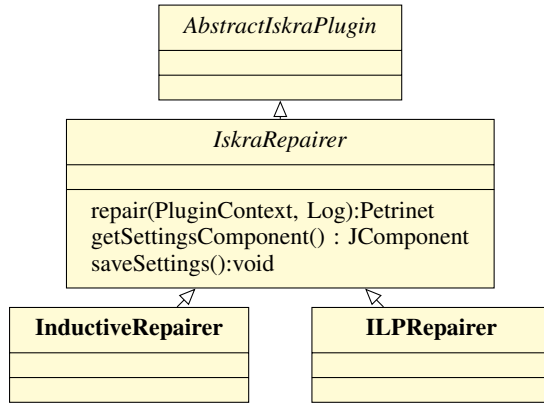 AbstractIskraPlugin
IskraRepairer
repair(PluginContext, Log):Petrinet
getSettingsComponent() : JComponent
saveSettings():void
InductiveRepairer
ILPRepairer